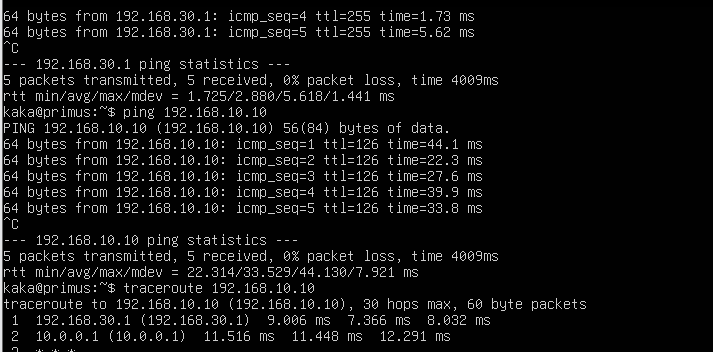 64 bytes from 192.168.30.1: icmp_seq=4 ttl=255 time=1.73 ms
64 bytes from 192.168.30.1: icmp_seq=5 ttl=255 time=5.62 ms
^C
--- 192.168.30.1 ping statistics ---
5 packets transmitted, 5 received, 0% packet loss, time 4009ms
rtt min/avg/max/mdev = 1.725/2.880/5.618/1.441 ms
kaka@primus:~$ ping 192.168.10.10
PING 192.168.10.10 (192.168.10.10) 56(84) bytes of data.
64 bytes from 192.168.10.10: icmp_seq=1 ttl=126 time=44.1 ms
64 bytes from 192.168.10.10: icmp_seq=2 ttl=126 time=22.3 ms
64 bytes from 192.168.10.10: icmp_seq=3 ttl=126 time=27.6 ms
64 bytes from 192.168.10.10: icmp_seq=4 ttl=126 time=39.9 ms
64 bytes from 192.168.10.10: icmp_seq=5 ttl=126 time=33.8 ms
^C
--- 192.168.10.10 ping statistics ---
5 packets transmitted, 5 received, 0% packet loss, time 4009ms
rtt min/avg/max/mdev = 22.314/33.529/44.130/7.921 ms
kaka@primus:~$ traceroute 192.168.10.10
traceroute to 192.168.10.10 (192.168.10.10), 30 hops max, 60 byte packets
1 192.168.30.1 (192.168.30.1) 9.006 ms 7.366 ms 8.032 ms
2 10.0.0.1 (10.0.0.1) 11.516 ms 11.448 ms 12.291 ms
3 * * *